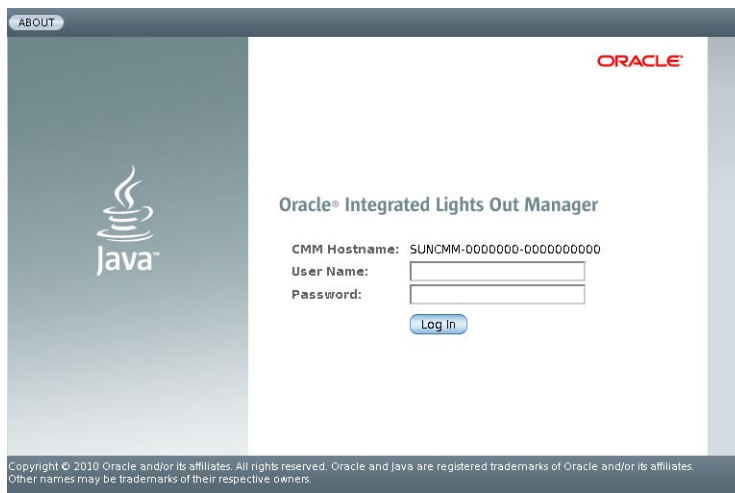 ABOUT
ORACLE®
Java™
Oracle® Integrated Lights Out Manager
CMM Hostname: SUNCMM-0000000-0000000000
User Name:
Password:
Log In
Copyright © 2010 Oracle and/or its affiliates. All rights reserved. Oracle and Java are registered trademarks of Oracle and/or its affiliates.
Other names may be trademarks of their respective owners.